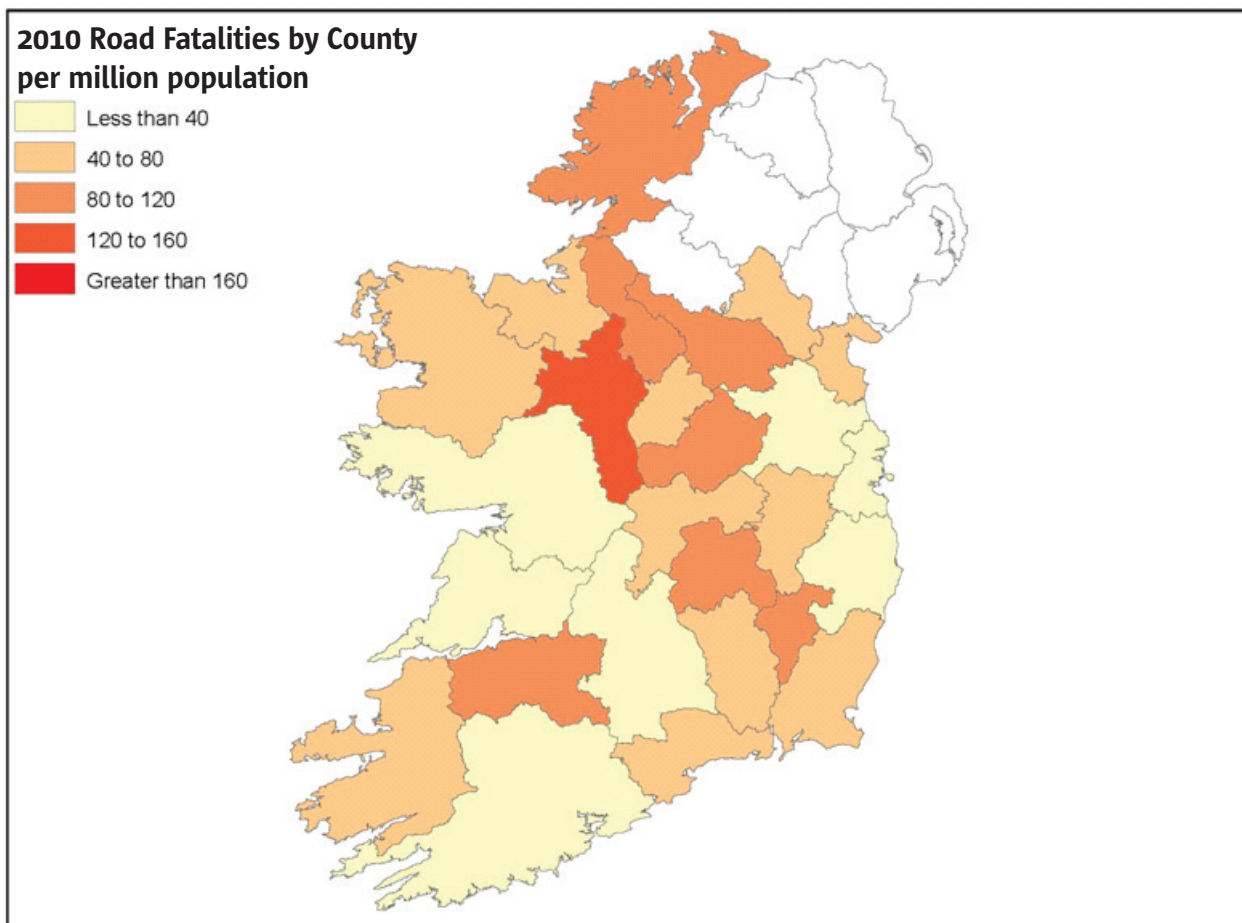 2010 Road Fatalities by County
per million population
Less than 40
40 to 80
80 to 120
120 to 160
Greater than 160